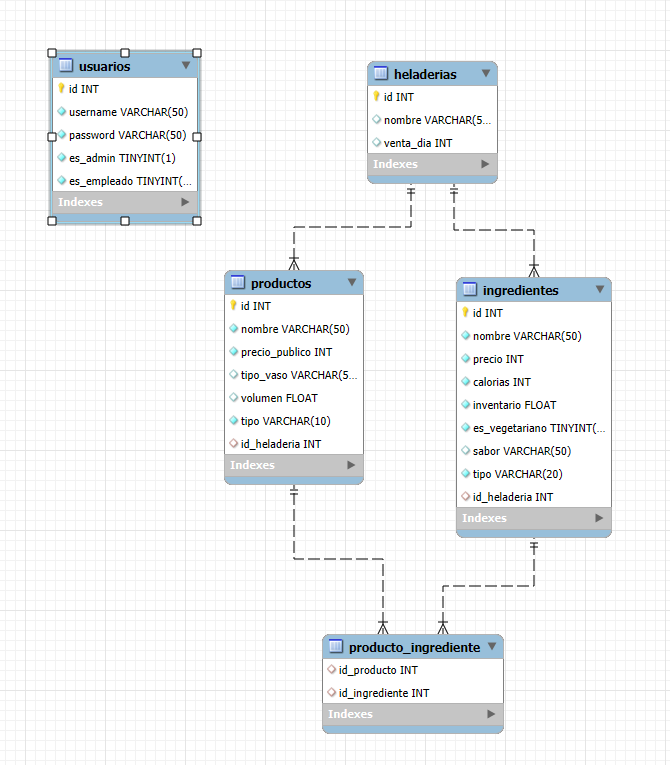 usuarios
id INT
username VARCHAR(50)
password VARCHAR(50)
es_admin TINYINT(1)
es_empleado TINYINT(...
Indexes
heladerias
id INT
nombre VARCHAR(5...
venta_dia INT
Indexes
productos
id INT
nombre VARCHAR(50)
precio_publico INT
tipo_vaso VARCHAR(5...
volumen FLOAT
tipo VARCHAR(10)
id_heladeria INT
Indexes
ingredientes
id INT
nombre VARCHAR(50)
precio INT
calorias INT
inventario FLOAT
es_vegetariano TINYINT(...
sabor VARCHAR(50)
tipo VARCHAR(20)
id_heladeria INT
Indexes
producto_ingrediente
id_producto INT
id_ingrediente INT
Indexes